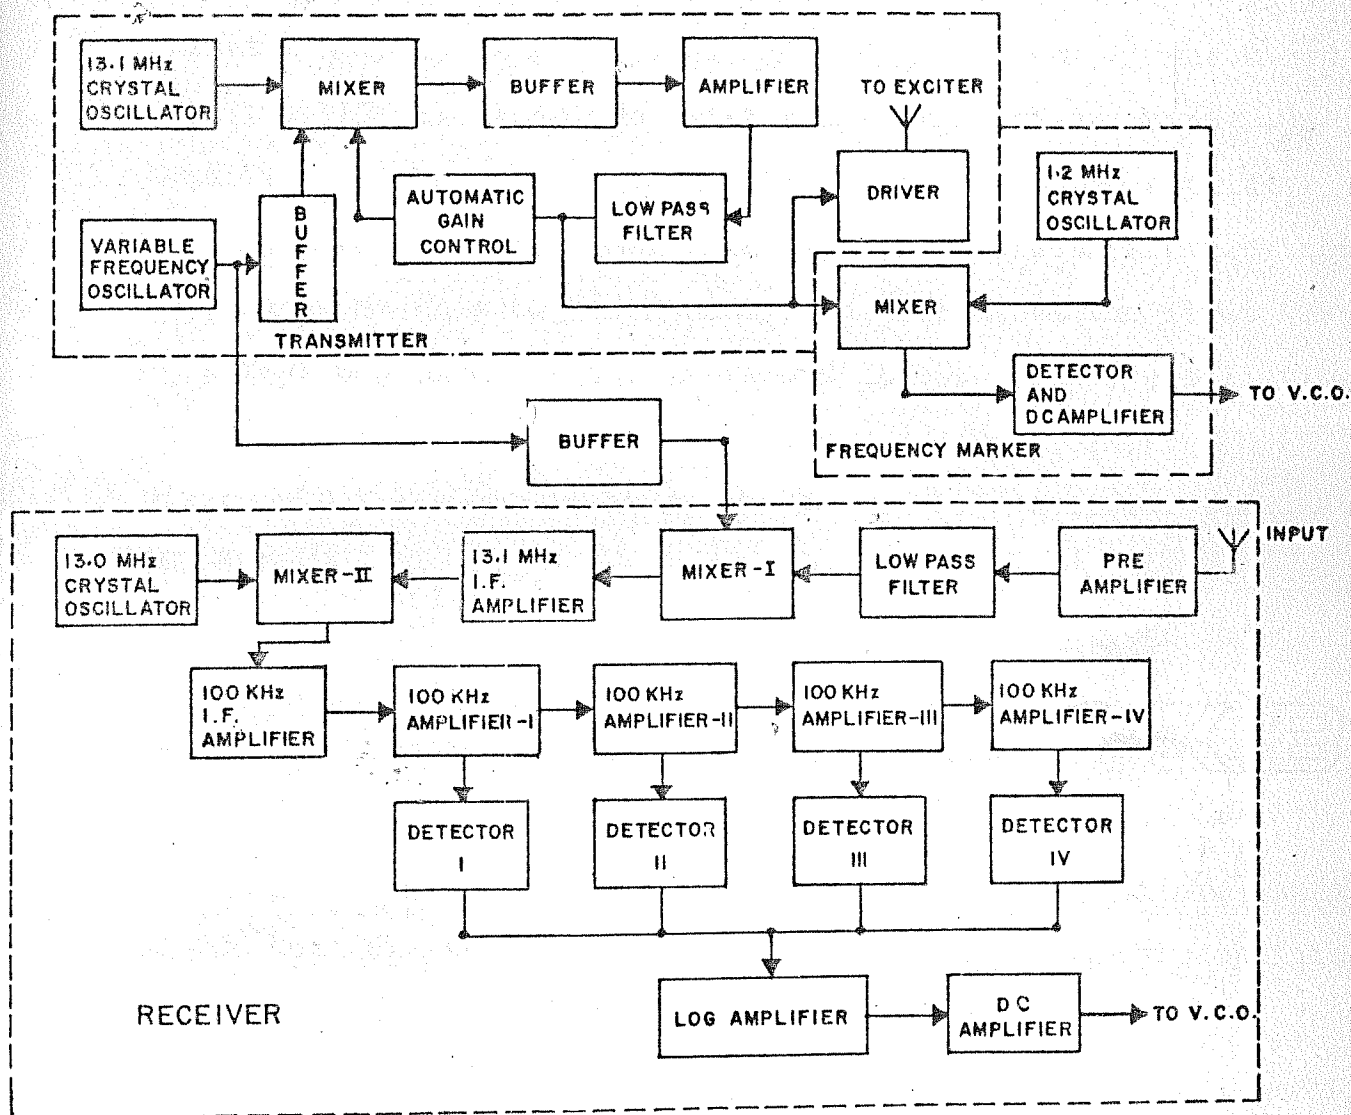 13.1 MHz
CRYSTAL
OSCILLATOR
MIXER
BUFFER
AMPLIFIER
TO EXCITER
DRIVER
1.2 MHz
CRYSTAL
OSCILLATOR
VARIABLE
FREQUENCY
OSCILLATOR
BUFFER
AUTOMATIC
GAIN
CONTROL
LOW PASS
FILTER
TRANSMITTER
MIXER
DETECTOR
AND
DC AMPLIFIER
TO V.C.O.
FREQUENCY MARKER
BUFFER
INPUT
13.0 MHz
CRYSTAL
OSCILLATOR
MIXER-II
13.1 MHz
I.F.
AMPLIFIER
MIXER-I
LOW PASS
FILTER
PRE
AMPLIFIER
100 KHz
I.F.
AMPLIFIER
100 KHz
AMPLIFIER-I
100 KHz
AMPLIFIER-II
100 KHz
AMPLIFIER-III
100 KHz
AMPLIFIER-IV
DETECTOR
I
DETECTOR
II
DETECTOR
III
DETECTOR
IV
RECEIVER
LOG AMPLIFIER
DC
AMPLIFIER
TO V.C.O.